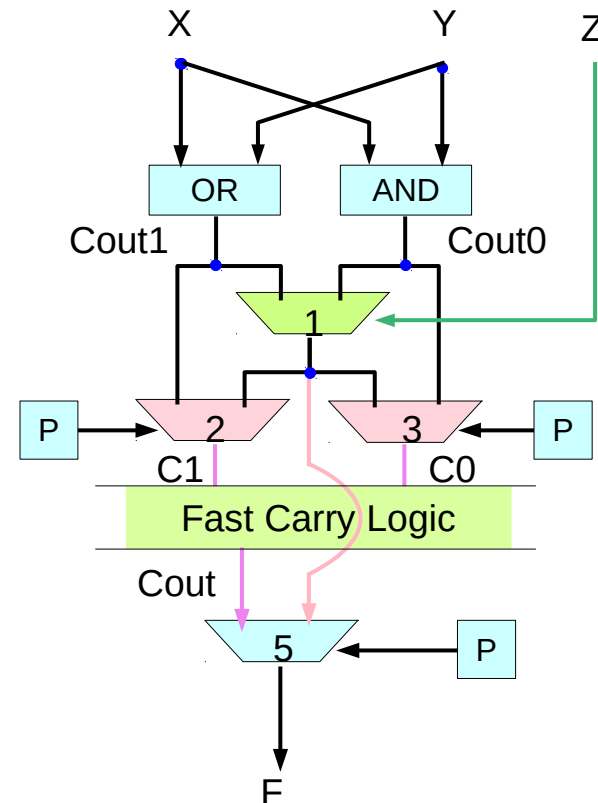 X Y Z
OR AND
Cout1 Cout0
1
P 2 3 P
C1 C0
Fast Carry Logic
Cout
5 P
F